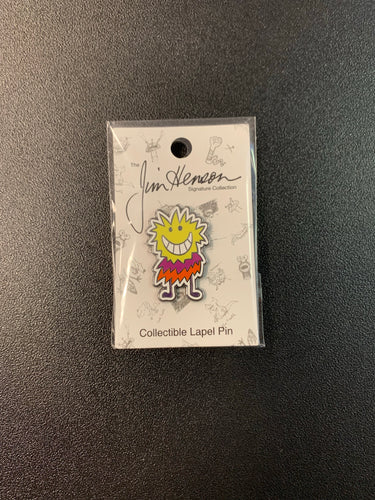 The
Jim Henson
Signature Collection
Collectible Lapel Pin